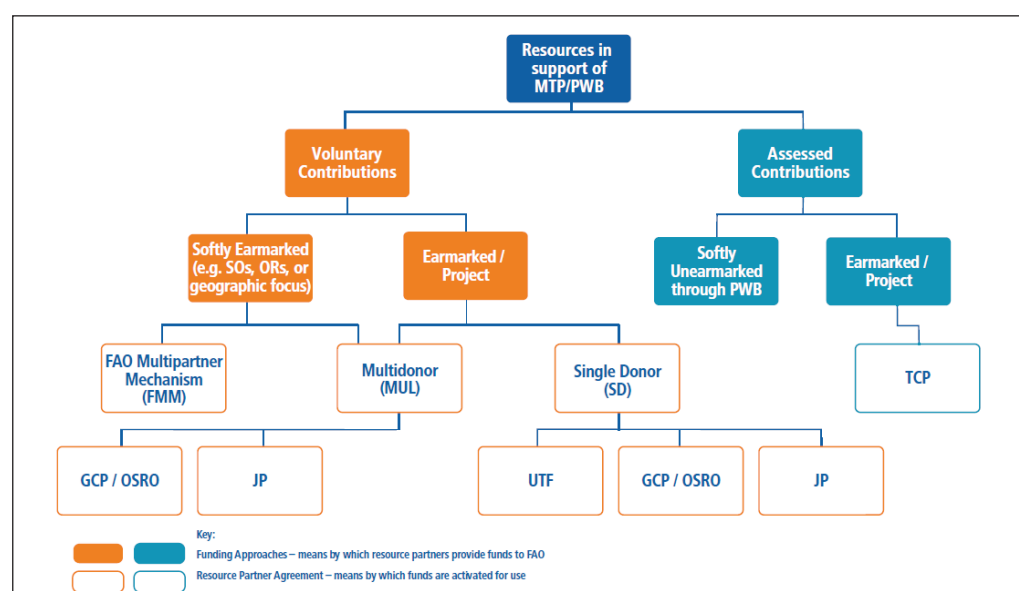 Resources in
support of
MTP/PWB
Voluntary
Contributions
Assessed
Contributions
Softly Earmarked
(e.g. SOs, ORs, or
geographic focus)
Earmarked /
Project
Softly
Unearmarked
through PWB
Earmarked /
Project
FAO Multipartner
Mechanism
(FMM)
Multidonor
(MUL)
Single Donor
(SD)
TCP
GCP / OSRO
JP
UTF
GCP / OSRO
JP
Key:
Funding Approaches – means by which resource partners provide funds to FAO
Resource Partner Agreement – means by which funds are activated for use